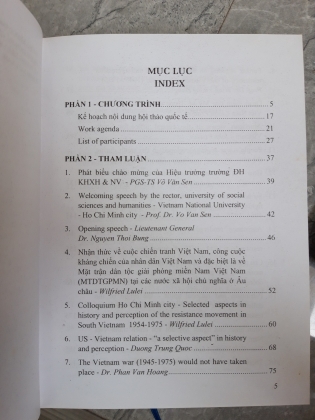 MỤC LỤC
INDEX
PHẦN 1 - CHƯƠNG TRÌNH ........ 5
Kế hoạch nội dung hội thảo quốc tế ........ 17
Work agenda ........ 21
List of participants ........ 27
PHẦN 2 - THAM LUẬN ........ 37
1. Phát biểu chào mừng của Hiệu trưởng trường ĐH
KHXH & NV - PGS-TS Võ Văn Sen ........ 39
2. Welcoming speech by the rector, university of social
sciences and humanities - Vietnam National University
- Ho Chi Minh city - Prof. Dr. Vo Van Sen ........ 42
3. Opening speech - Lieutenant General
Dr. Nguyen Thoi Bung ........ 46
4. Nhận thức về cuộc chiến tranh Việt Nam, công cuộc
kháng chiến của nhân dân Việt Nam và đặc biệt là về
Mặt trận dân tộc giải phóng miền Nam Việt Nam
(MTDTGPMN) tại các nước xã hội chủ nghĩa ở Âu
châu - Wilfried Lulei ........ 52
5. Colloquium Ho Chi Minh city - Selected aspects in
history and perception of the resistance movement in
South Vietnam 1954-1975 - Wilfried Lulei ........ 60
6. US - Vietnam relation - “a selective aspect” in history
and perception - Duong Trung Quoc ........ 68
7. The Vietnam war (1945-1975) would not have taken
place - Dr. Phan Van Hoang ........ 75
5